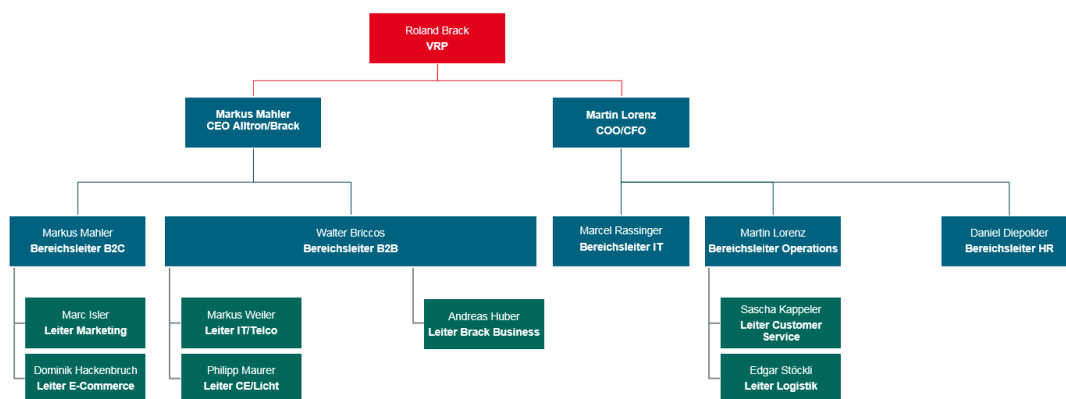 Roland Brack
VRP
Markus Mahler
CEO Alltron/Brack
Martin Lorenz
COO/CFO
Markus Mahler
Bereichsleiter B2C
Walter Briccos
Bereichsleiter B2B
Marcel Rassinger
Bereichsleiter IT
Martin Lorenz
Bereichsleiter Operations
Daniel Diepolder
Bereichsleiter HR
Marc Isler
Leiter Marketing
Markus Weiler
Leiter IT/Telco
Andreas Huber
Leiter Brack Business
Sascha Kappeler
Leiter Customer
Service
Dominik Hackenbruch
Leiter E-Commerce
Philipp Maurer
Leiter CE/Licht
Edgar Stöckli
Leiter Logistik